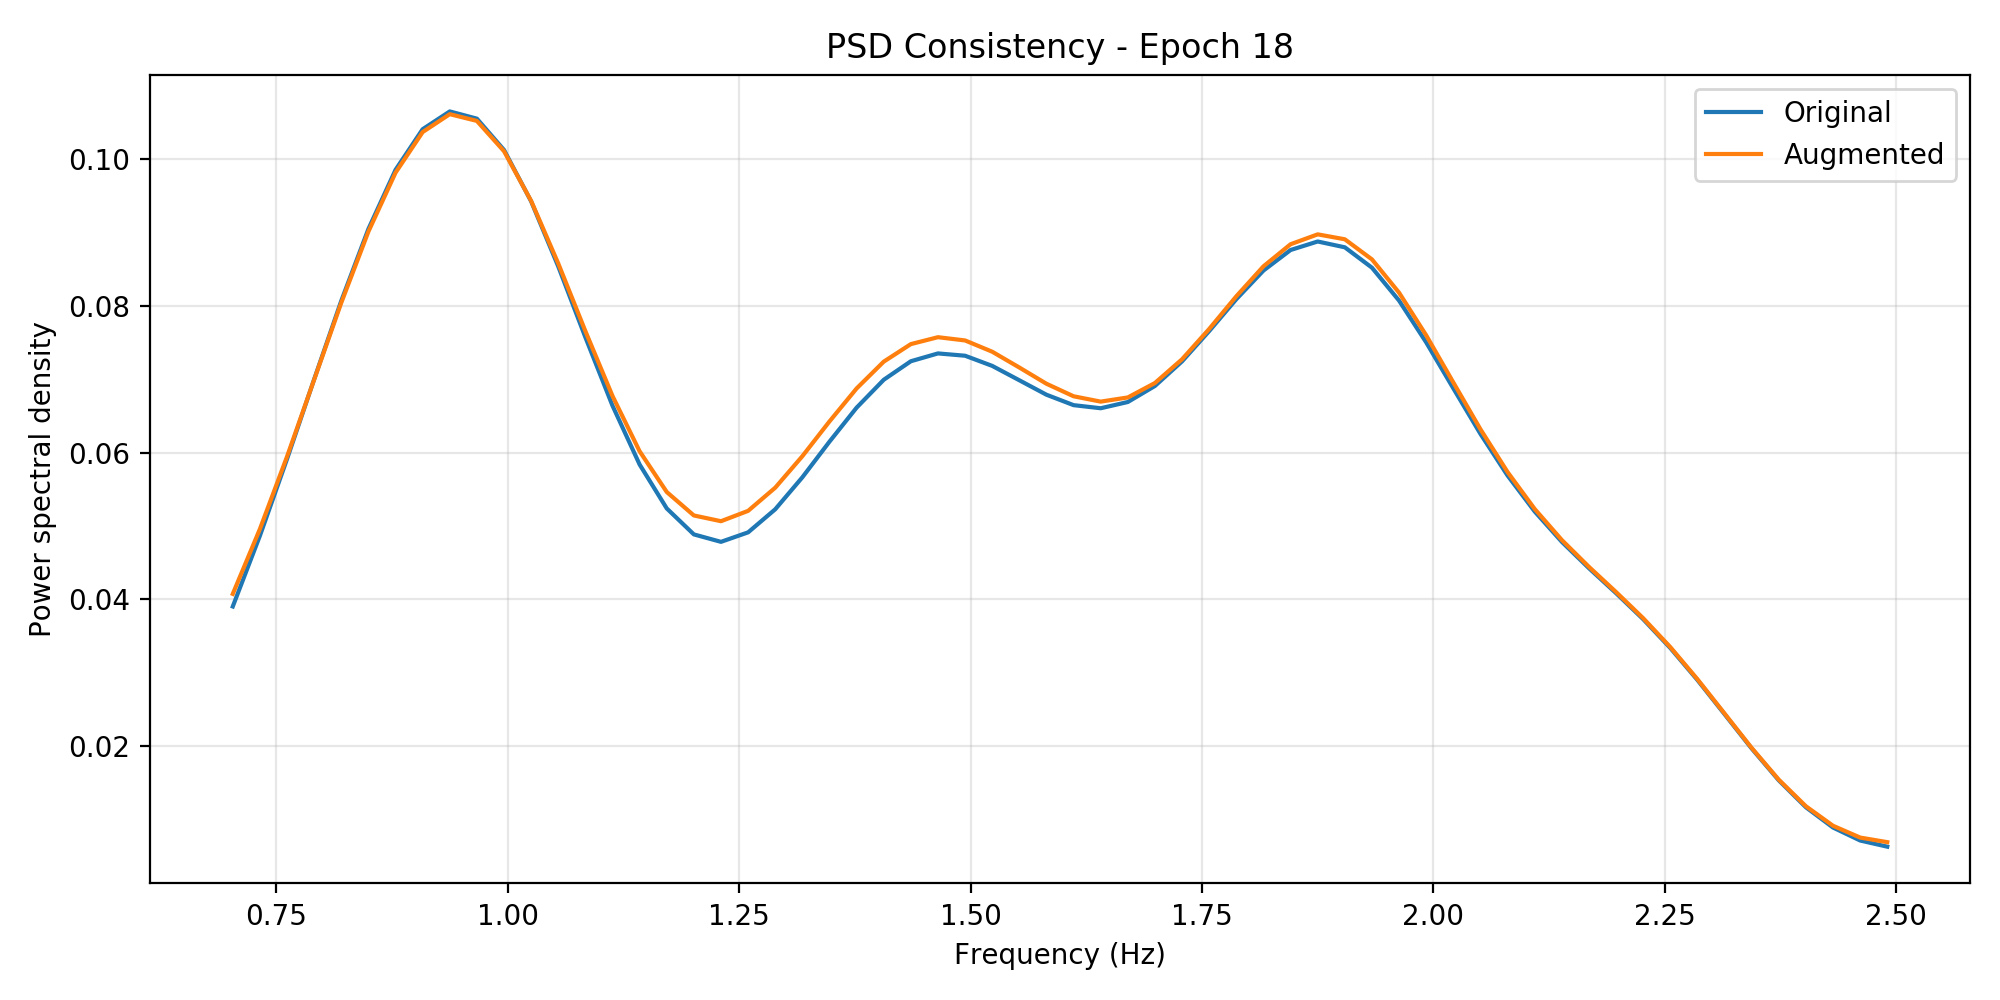 PSD Consistency - Epoch 18
Original
Augmented
Power spectral density
0.10
0.08
0.06
0.04
0.02
0.75 1.00 1.25 1.50 1.75 2.00 2.25 2.50
Frequency (Hz)